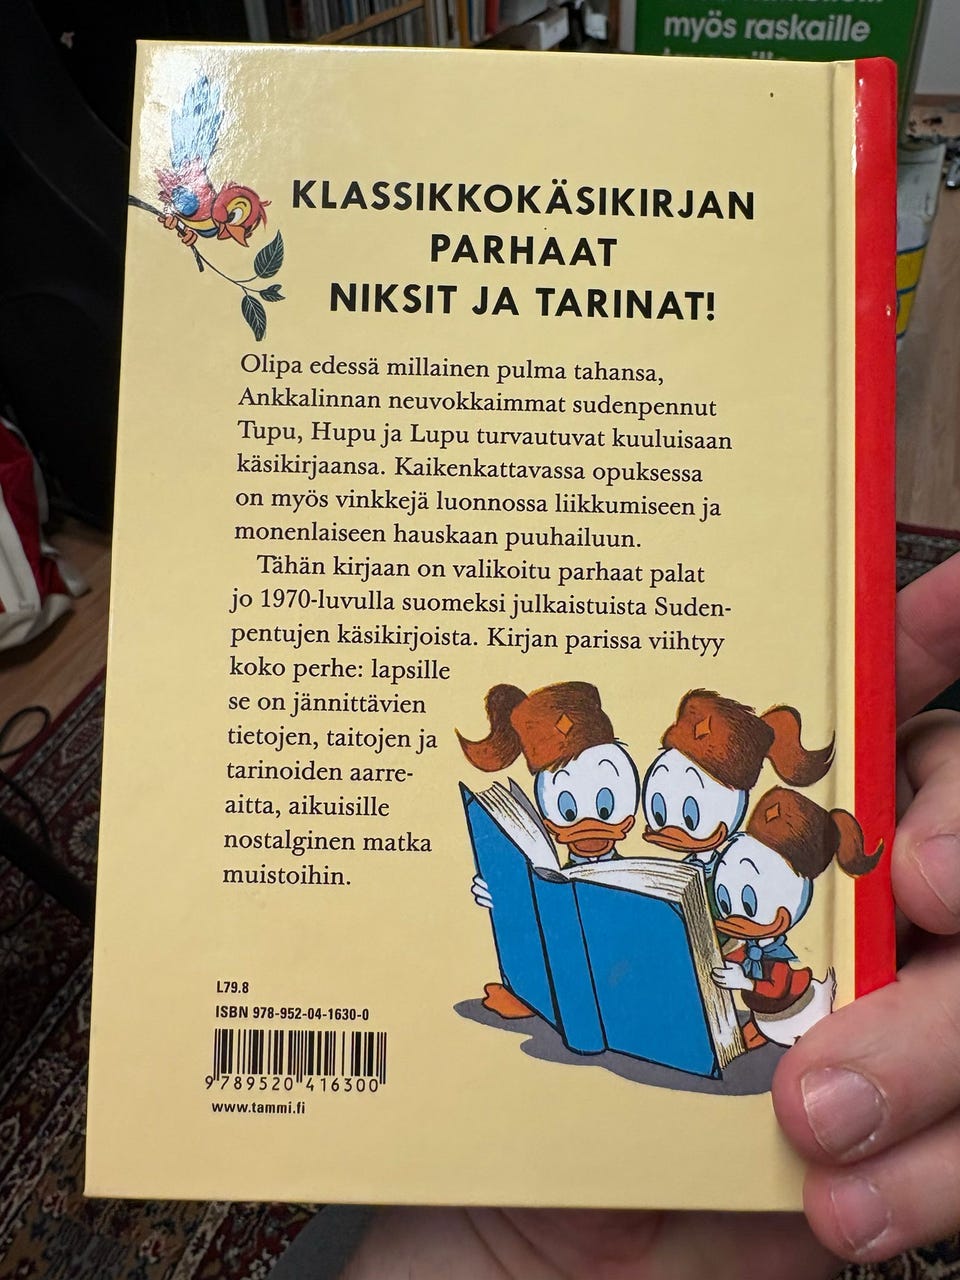 myös raskaille
KLASSIKKOKÄSIKIRJAN
PARHAAT
NIKSIT JA TARINAT!
Olipa edessä millainen pulma tahansa,
Ankkalinnan neuvokkaimmat sudenpennut
Tupu, Hupu ja Lupu turvautuvat kuuluisaan
käsikirjaansa. Kaikenkattavassa opuksessa
on myös vinkkejä luonnossa liikkumiseen ja
monenlaiseen hauskaan puuhailuun.
Tähän kirjaan on valikoitu parhaat palat
jo 1970-luvulla suomeksi julkaistuista Suden-
pentujen käsikirjoista. Kirjan parissa viihtyy
koko perhe: lapsille
se on jännittävien
tietojen, taitojen ja
tarinoiden aarre-
aitta, aikuisille
nostalginen matka
muistoihin.
L79.8
ISBN 978-952-04-1630-0
9 789520 416300
www.tammi.fi